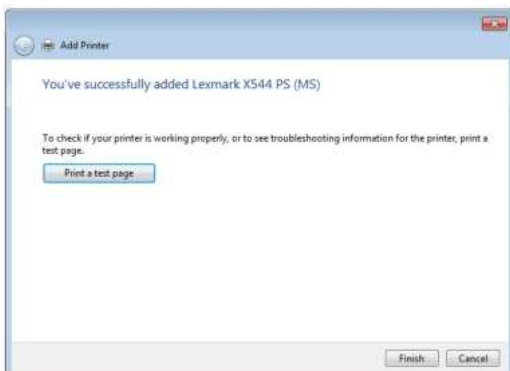 Add Printer
You've successfully added Lexmark X544 PS (MS)
To check if your printer is working properly, or to see troubleshooting information for the printer, print a
test page.
Print a test page
Finish Cancel